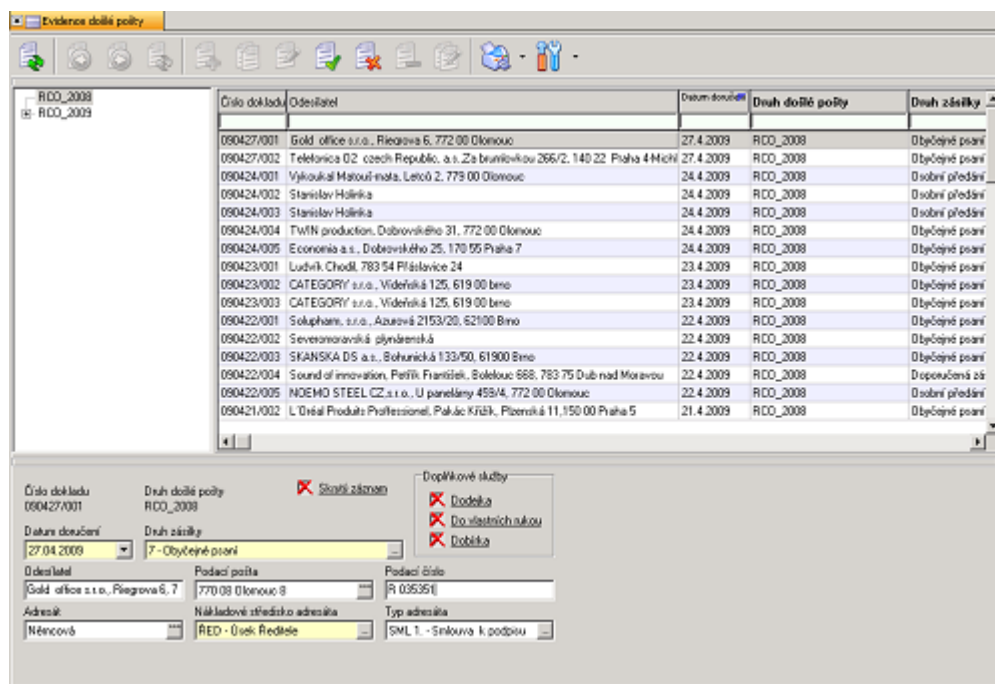 Evidence došlé pošty
RCO_2008
RCO_2009
Číslo dokladu Odesílatel Datum doručení Druh došlé pošty Druh zásilky
090427/001 Gold office s.r.o., Riegrova 6, 772 00 Olomouc 27.4.2009 RCO_2008 Obyčejné psaní
090427/002 Telefonica O2 czech Republic, a.s.,Za brumlovkou 266/2, 140 22 Praha 4-Michl 27.4.2009 RCO_2008 Obyčejné psaní
090424/001 Vykoukal Matouš-mata, Letců 2, 779 00 Olomouc 24.4.2009 RCO_2008 Osobní předání
090424/002 Stanislav Holinka 24.4.2009 RCO_2008 Osobní předání
090424/003 Stanislav Holinka 24.4.2009 RCO_2008 Osobní předání
090424/004 TWIN production, Dobrovského 31, 772 00 Olomouc 24.4.2009 RCO_2008 Obyčejné psaní
090424/005 Economia a.s., Dobrovského 25, 170 55 Praha 7 24.4.2009 RCO_2008 Obyčejné psaní
090423/001 Ludvík Chodil, 783 54 Přáslavice 24 23.4.2009 RCO_2008 Obyčejné psaní
090423/002 CATEGORY s.r.o., Vídeňská 125, 619 00 brno 23.4.2009 RCO_2008 Obyčejné psaní
090423/003 CATEGORY s.r.o., Vídeňská 125, 619 00 brno 23.4.2009 RCO_2008 Obyčejné psaní
090422/001 Solupharm, s.r.o., Azurová 2153/20, 62100 Brno 22.4.2009 RCO_2008 Obyčejné psaní
090422/002 Severomoravská plynárenská 22.4.2009 RCO_2008 Obyčejné psaní
090422/003 SKANSKA DS a.s., Bohunická 133/50, 61900 Brno 22.4.2009 RCO_2008 Obyčejné psaní
090422/004 Sound of innovation, Petřík František, Bolelouc 668, 783 75 Dub nad Moravou 22.4.2009 RCO_2008 Doporučená zá
090422/005 NOEMO STEEL CZ,s.r.o., U panelárny 459/4, 772 00 Olomouc 22.4.2009 RCO_2008 Osobní předání
090421/002 L'Oréal Produits Proffessionel, Pakác Křižík, Plzenská 11,150 00 Praha 5 21.4.2009 RCO_2008 Obyčejné psaní
Číslo dokladu Druh došlé pošty Skrytý záznam Doplňkové služby
090427/001 RCO_2008 Dodejka
Do vlastních rukou
Datum doručení Druh zásilky Dobírka
27.04.2009 7 - Obyčejné psaní
Odesílatel Podací pošta Podací číslo
Gold office s.r.o., Riegrova 6, 7 770 08 Olomouc 8 R 035351
Adresát Nákladové středisko adresáta Typ adresáta
Němcová ŘED - Úsek Ředitele SML 1. - Smlouva k podpisu